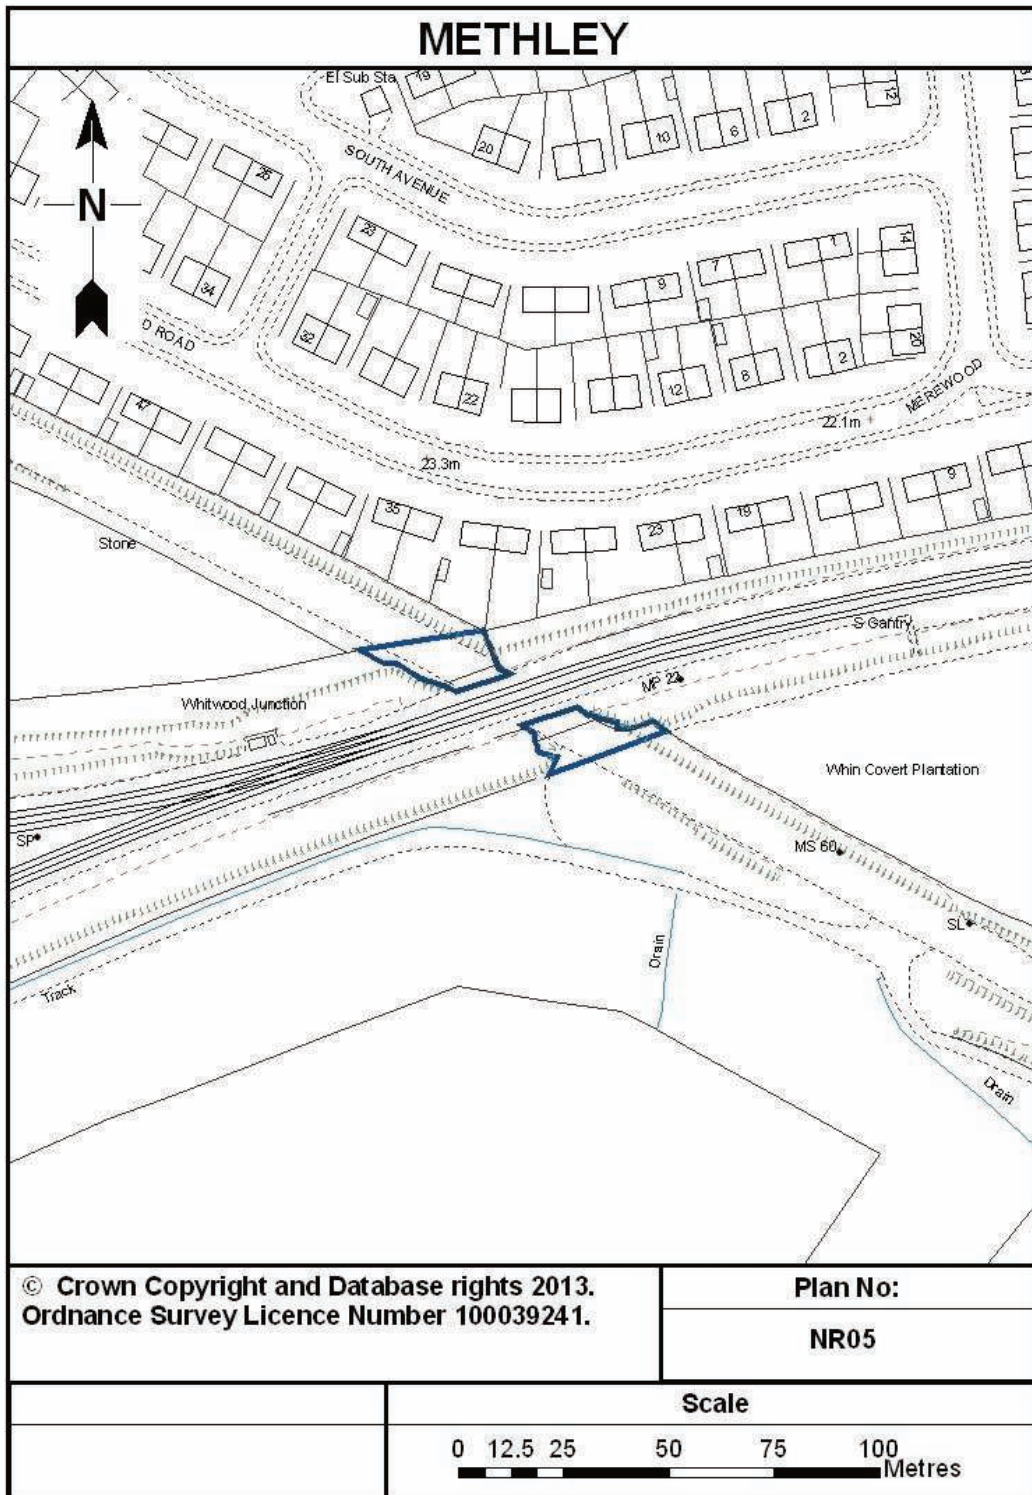 METHLEY
El Sub Sta
19
12
2
6
10
20
SOUTH AVENUE
25
N
34
23
14
1
7
9
D ROAD
32
20
2
8
12
22
MEREWOOD
47
22.1m
23.3m
9
35
19
23
Stone
S Gantry
MP 22
Whitwood Junction
Whin Covert Plantation
SP
MS 60
SL
Drain
Track
Drain
© Crown Copyright and Database rights 2013.
Ordnance Survey Licence Number 100039241.
Plan No:
NR05
Scale
0 12.5 25 50 75 100
Metres